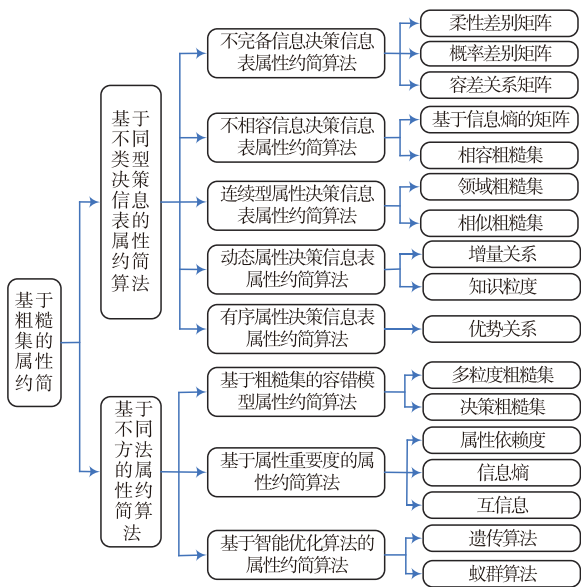 基于
粗糙
集的
属性
约简
基于
不同
类型
决策
信息
表的
属性
约简
算法
不完备信息决策信息
表属性约简算法
柔性差别矩阵
概率差别矩阵
容差关系矩阵
不相容信息决策信息
表属性约简算法
基于信息熵的矩阵
相容粗糙集
连续型属性决策信息
表属性约简算法
领域粗糙集
相似粗糙集
动态属性决策信息表
属性约简算法
增量关系
知识粒度
有序属性决策信息表
属性约简算法
优势关系
基于
不同
方法
的属
性约
简算
法
基于粗糙集的容错模
型属性约简算法
多粒度粗糙集
决策粗糙集
基于属性重要度的属
性约简算法
属性依赖度
信息熵
互信息
基于智能优化算法的
属性约简算法
遗传算法
蚁群算法